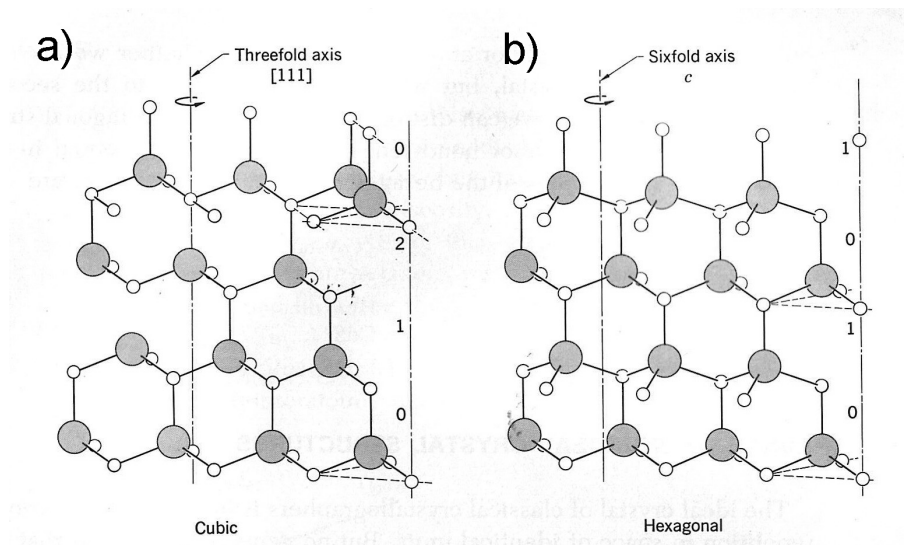 a)
Threefold axis
[111]
0
2
1
0
Cubic
b)
Sixfold axis
c
1
0
1
0
Hexagonal